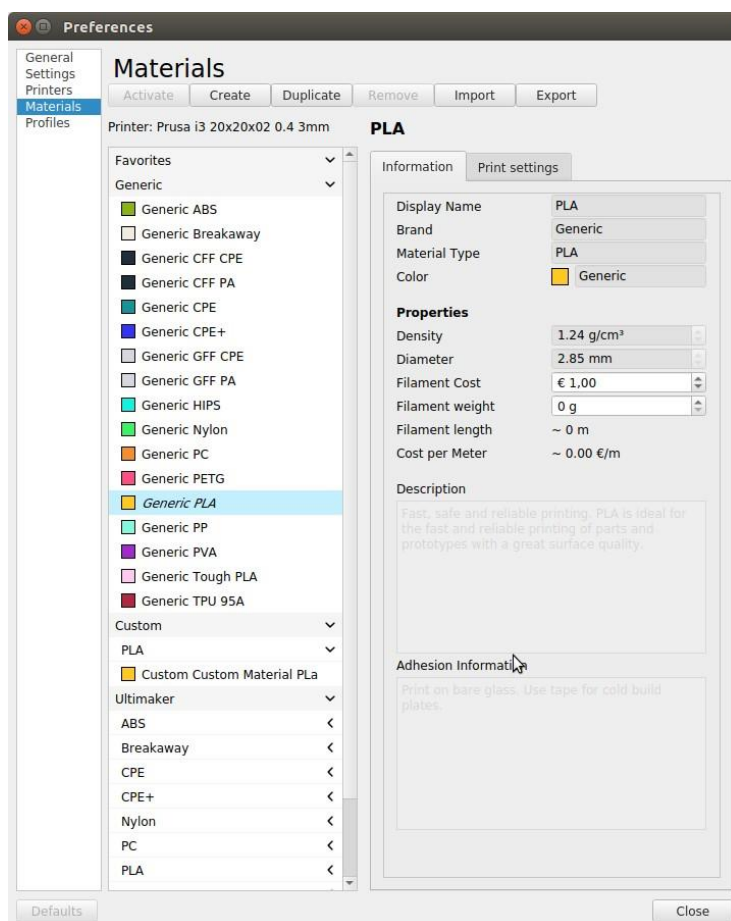 Preferences
General
Settings
Printers
Materials
Profiles
Materials
Activate Create Duplicate Remove Import Export
Printer: Prusa i3 20x20x02 0.4 3mm
Favorites
Generic
Generic ABS
Generic Breakaway
Generic CFF CPE
Generic CFF PA
Generic CPE
Generic CPE+
Generic GFF CPE
Generic GFF PA
Generic HIPS
Generic Nylon
Generic PC
Generic PETG
Generic PLA
Generic PP
Generic PVA
Generic Tough PLA
Generic TPU 95A
Custom
PLA
Custom Custom Material PLa
Ultimaker
ABS
Breakaway
CPE
CPE+
Nylon
PC
PLA
PLA
Information Print settings
Display Name PLA
Brand Generic
Material Type PLA
Color Generic
Properties
Density 1.24 g/cm³
Diameter 2.85 mm
Filament Cost € 1,00
Filament weight 0 g
Filament length ~ 0 m
Cost per Meter ~ 0.00 €/m
Description
Fast, safe and reliable printing. PLA is ideal for
the fast and reliable printing of parts and
prototypes with a great surface quality.
Adhesion Information
Print on bare glass. Use tape for cold build
plates.
Defaults Close